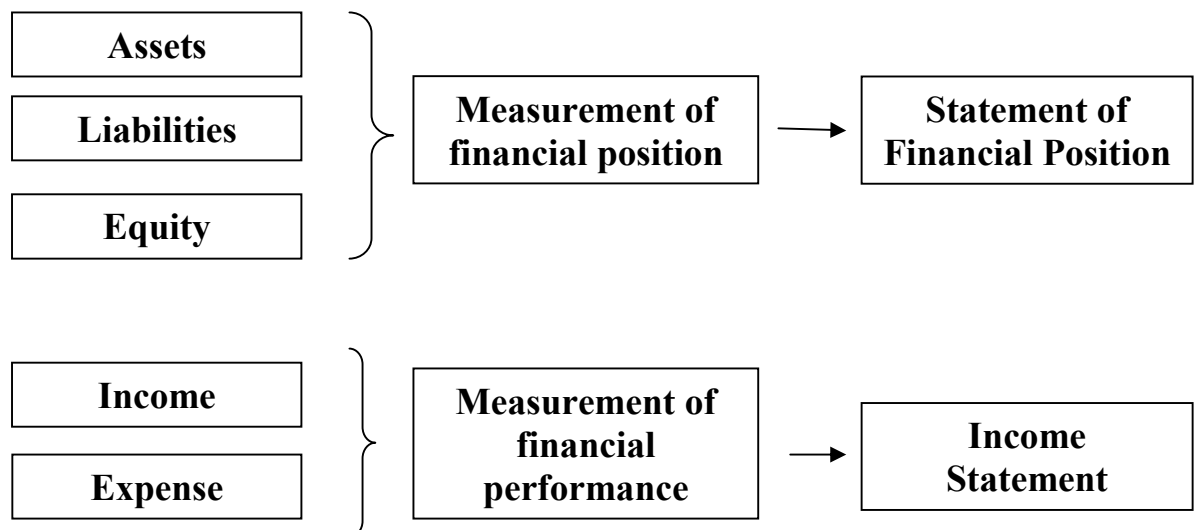 Assets
Liabilities
Equity
Measurement of
financial position
Statement of
Financial Position
Income
Expense
Measurement of
financial
performance
Income
Statement